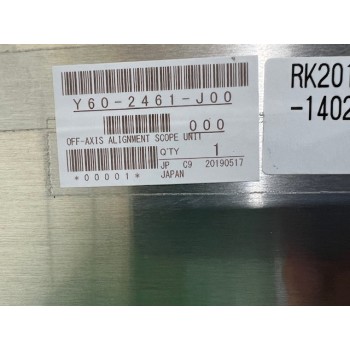 Y60-2461-J00
000
OFF-AXIS ALIGNMENT SCOPE UNIT
Q'TY 1
JP C9 20190517
*00001* JAPAN
RK201
-1402